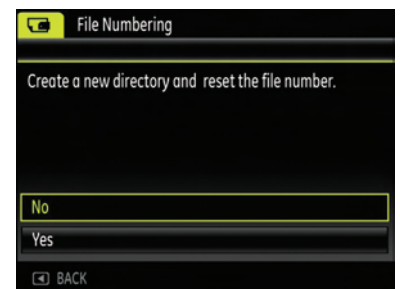 File Numbering
Create a new directory and reset the file number.
No
Yes
BACK